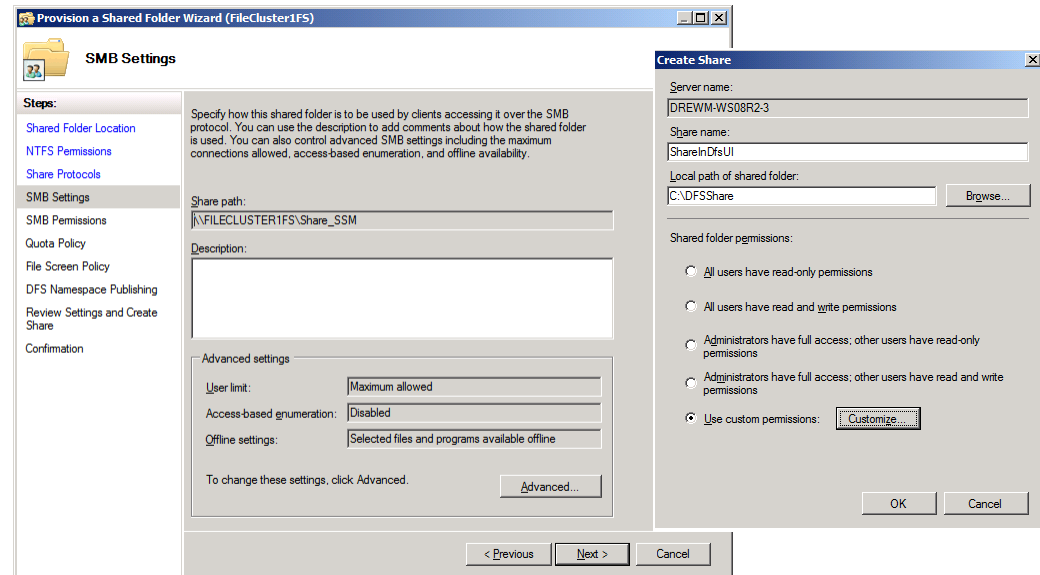 Provision a Shared Folder Wizard (FileCluster1FS)
SMB Settings
Steps:
Shared Folder Location
NTFS Permissions
Share Protocols
SMB Settings
SMB Permissions
Quota Policy
File Screen Policy
DFS Namespace Publishing
Review Settings and Create
Share
Confirmation
Specify how this shared folder is to be used by clients accessing it over the SMB
protocol. You can use the description to add comments about how the shared folder
is used. You can also control advanced SMB settings including the maximum
connections allowed, access-based enumeration, and offline availability.
Share path:
\\FILECLUSTER1FS\Share_SSM
Description:
Advanced settings
User limit:
Maximum allowed
Access-based enumeration:
Disabled
Offline settings:
Selected files and programs available offline
To change these settings, click Advanced.
Advanced...
< Previous
Next >
Cancel
Create Share
Server name:
DREWM-WS08R2-3
Share name:
ShareInDfsUI
Local path of shared folder:
C:\DFSShare
Browse...
Shared folder permissions:
All users have read-only permissions
All users have read and write permissions
Administrators have full access; other users have read-only
permissions
Administrators have full access; other users have read and write
permissions
Use custom permissions:
Customize...
OK
Cancel